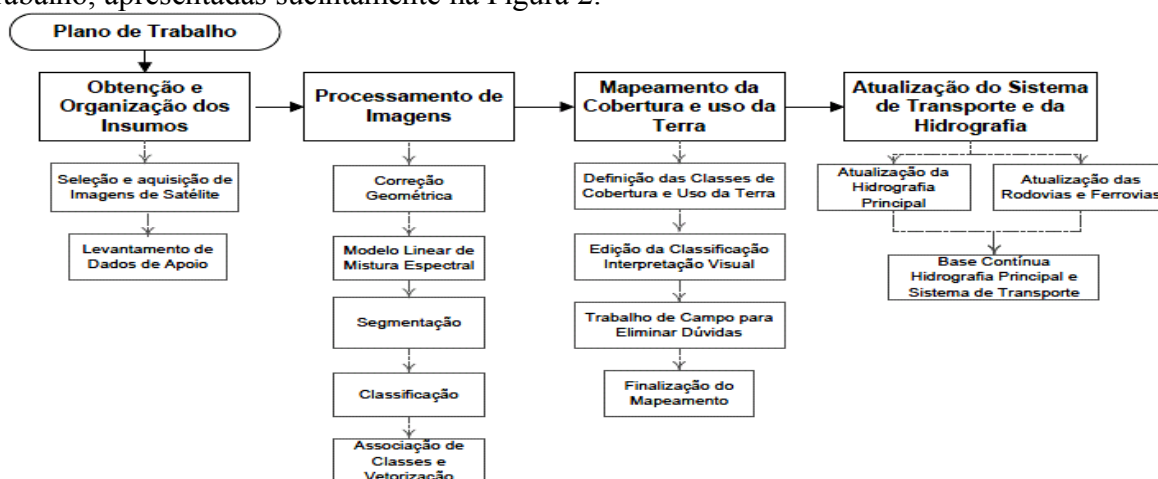 rabalho, apresentadas sucintamente na Figura 2.
Plano de Trabalho
Obtenção e
Organização dos
Insumos
Processamento de
Imagens
Mapeamento da
Cobertura e uso da
Terra
Atualização do Sistema
de Transporte e da
Hidrografia
Seleção e aquisição de
Imagens de Satélite
Levantamento de
Dados de Apoio
Correção
Geométrica
Modelo Linear de
Mistura Espectral
Segmentação
Classificação
Associação de
Classes e
Vetorização
Definição das Classes de
Cobertura e Uso da Terra
Edição da Classificação
Interpretação Visual
Trabalho de Campo para
Eliminar Dúvidas
Finalização do
Mapeamento
Atualização da
Hidrografia
Principal
Atualização das
Rodovias e Ferrovias
Base Contínua
Hidrografia Principal e
Sistema de Transporte